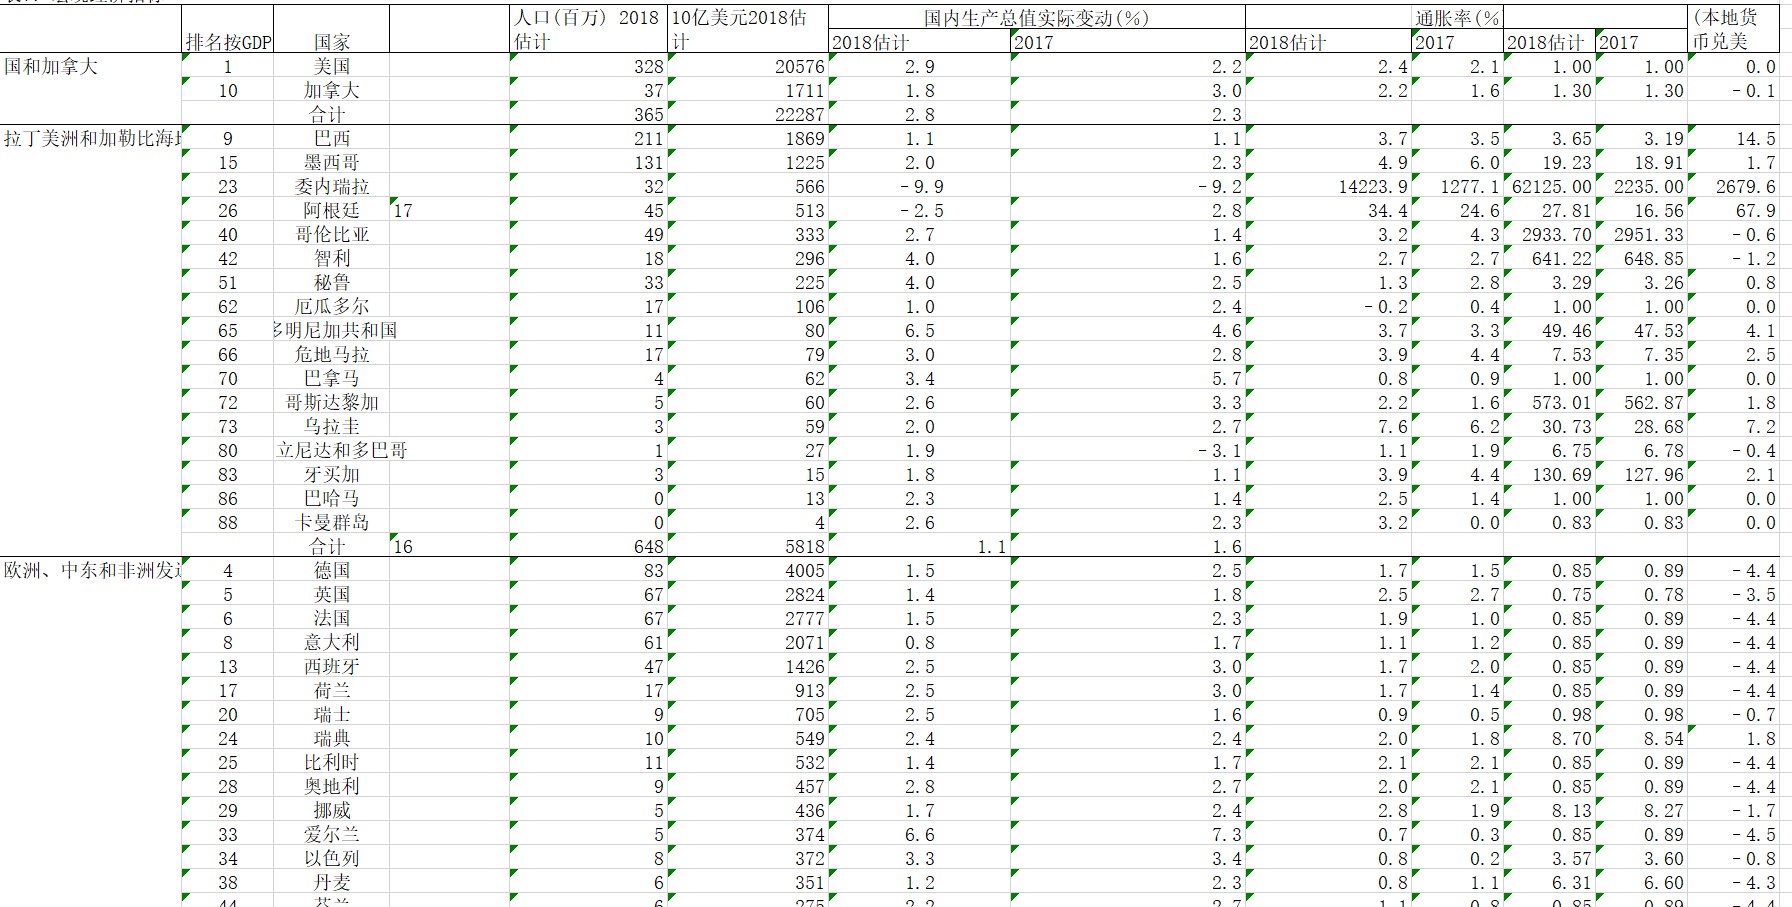 人口(百万) 2018 10亿美元2018估 国内生产总值实际变动(%) 通胀率(% (本地货
排名按GDP 国家 估计 计 2018估计 2017 2018估计 2017 2018估计 2017 币兑美
国和加拿大 1 美国 328 20576 2.9 2.2 2.4 2.1 1.00 1.00 0.0
10 加拿大 37 1711 1.8 3.0 2.2 1.6 1.30 1.30 -0.1
合计 365 22287 2.8 2.3
拉丁美洲和加勒比海 9 巴西 211 1869 1.1 1.1 3.7 3.5 3.65 3.19 14.5
15 墨西哥 131 1225 2.0 2.3 4.9 6.0 19.23 18.91 1.7
23 委内瑞拉 32 566 -9.9 -9.2 14223.9 1277.1 62125.00 2235.00 2679.6
26 阿根廷 17 45 513 -2.5 2.8 34.4 24.6 27.81 16.56 67.9
40 哥伦比亚 49 333 2.7 1.4 3.2 4.3 2933.70 2951.33 -0.6
42 智利 18 296 4.0 1.6 2.7 2.7 641.22 648.85 -1.2
51 秘鲁 33 225 4.0 2.5 1.3 2.8 3.29 3.26 0.8
62 厄瓜多尔 17 106 1.0 2.4 -0.2 0.4 1.00 1.00 0.0
65 多明尼加共和国 11 80 6.5 4.6 3.7 3.3 49.46 47.53 4.1
66 危地马拉 17 79 3.0 2.8 3.9 4.4 7.53 7.35 2.5
70 巴拿马 4 62 3.4 5.7 0.8 0.9 1.00 1.00 0.0
72 哥斯达黎加 5 60 2.6 3.3 2.2 1.6 573.01 562.87 1.8
73 乌拉圭 3 59 2.0 2.7 7.6 6.2 30.73 28.68 7.2
80 立尼达和多巴哥 1 27 1.9 -3.1 1.1 1.9 6.75 6.78 -0.4
83 牙买加 3 15 1.8 1.1 3.9 4.4 130.69 127.96 2.1
86 巴哈马 0 13 2.3 1.4 2.5 1.4 1.00 1.00 0.0
88 卡曼群岛 0 4 2.6 2.3 3.2 0.0 0.83 0.83 0.0
合计 16 648 5818 1.1 1.6
欧洲、中东和非洲发 4 德国 83 4005 1.5 2.5 1.7 1.5 0.85 0.89 -4.4
5 英国 67 2824 1.4 1.8 2.5 2.7 0.75 0.78 -3.5
6 法国 67 2777 1.5 2.3 1.9 1.0 0.85 0.89 -4.4
8 意大利 61 2071 0.8 1.7 1.1 1.2 0.85 0.89 -4.4
13 西班牙 47 1426 2.5 3.0 1.7 2.0 0.85 0.89 -4.4
17 荷兰 17 913 2.5 3.0 1.7 1.4 0.85 0.89 -4.4
20 瑞士 9 705 2.5 1.6 0.9 0.5 0.98 0.98 -0.7
24 瑞典 10 549 2.4 2.4 2.0 1.8 8.70 8.54 1.8
25 比利时 11 532 1.4 1.7 2.1 2.1 0.85 0.89 -4.4
28 奥地利 9 457 2.8 2.7 2.0 2.1 0.85 0.89 -4.4
29 挪威 5 436 1.7 2.4 2.8 1.9 8.13 8.27 -1.7
33 爱尔兰 5 374 6.6 7.3 0.7 0.3 0.85 0.89 -4.5
34 以色列 8 372 3.3 3.4 0.8 0.2 3.57 3.60 -0.8
38 丹麦 6 351 1.2 2.3 0.8 1.1 6.31 6.60 -4.3